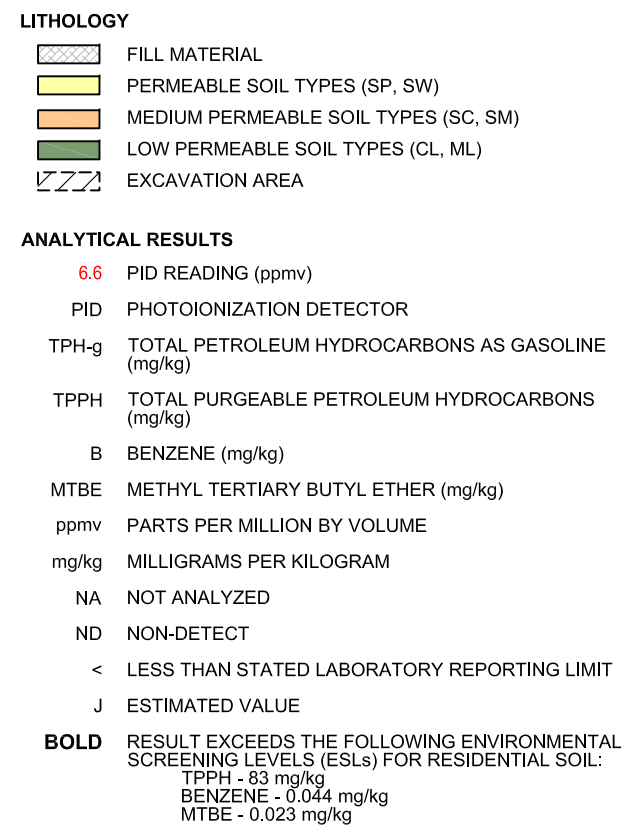 LITHOLOGY
FILL MATERIAL
PERMEABLE SOIL TYPES (SP, SW)
MEDIUM PERMEABLE SOIL TYPES (SC, SM)
LOW PERMEABLE SOIL TYPES (CL, ML)
EXCAVATION AREA
ANALYTICAL RESULTS
6.6 PID READING (ppmv)
PID PHOTOIONIZATION DETECTOR
TPH-g TOTAL PETROLEUM HYDROCARBONS AS GASOLINE
(mg/kg)
TPPH TOTAL PURGEABLE PETROLEUM HYDROCARBONS
(mg/kg)
B BENZENE (mg/kg)
MTBE METHYL TERTIARY BUTYL ETHER (mg/kg)
ppmv PARTS PER MILLION BY VOLUME
mg/kg MILLIGRAMS PER KILOGRAM
NA NOT ANALYZED
ND NON-DETECT
< LESS THAN STATED LABORATORY REPORTING LIMIT
J ESTIMATED VALUE
BOLD RESULT EXCEEDS THE FOLLOWING ENVIRONMENTAL
SCREENING LEVELS (ESLs) FOR RESIDENTIAL SOIL:
TPPH - 83 mg/kg
BENZENE - 0.044 mg/kg
MTBE - 0.023 mg/kg